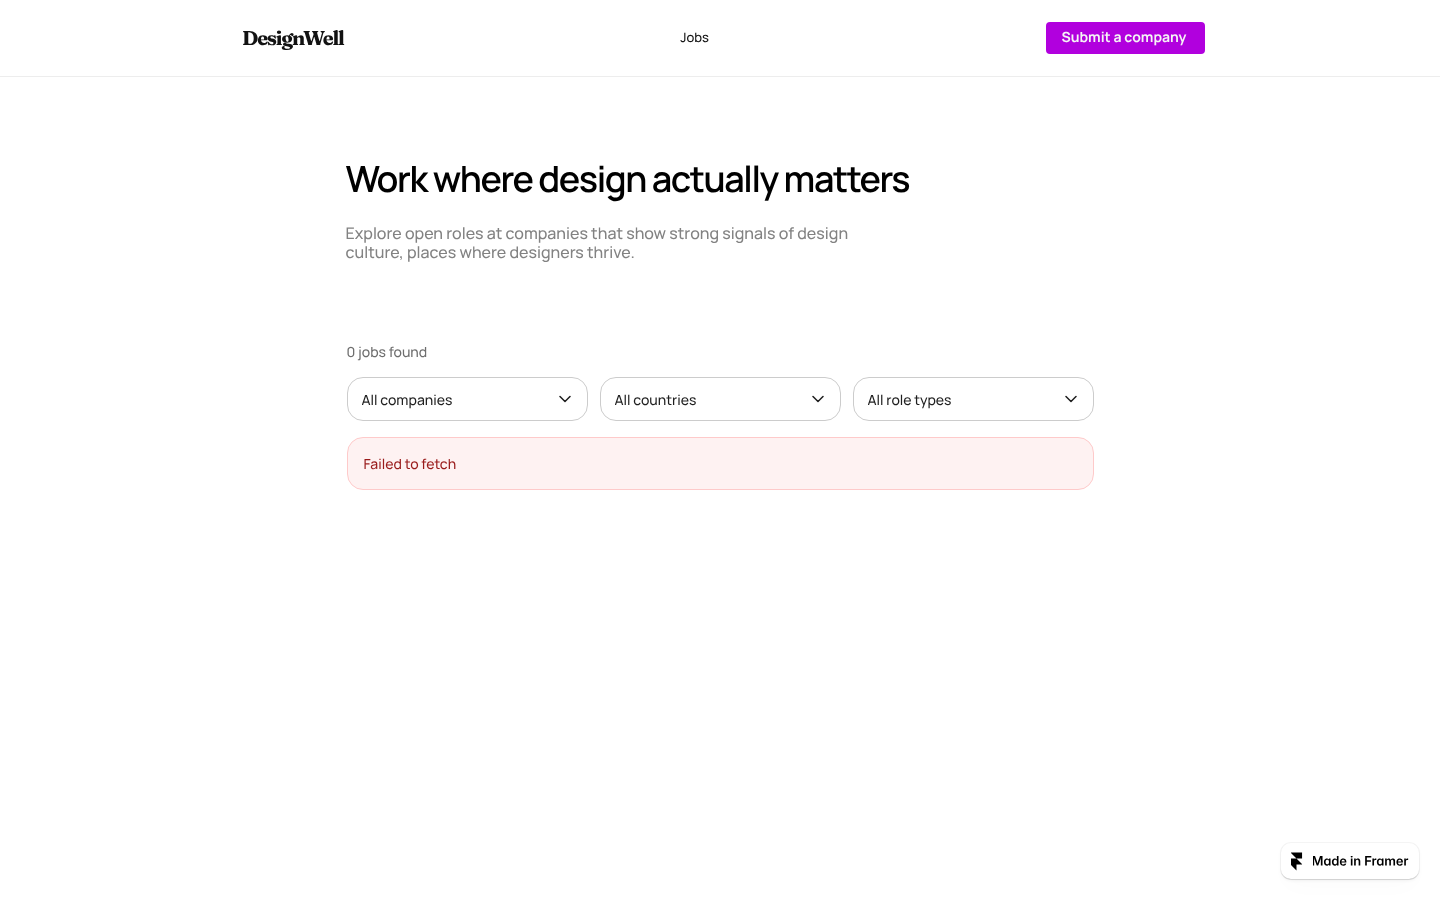 DesignWell
Jobs
Submit a company
Work where design actually matters
Explore open roles at companies that show strong signals of design
culture, places where designers thrive.
0 jobs found
All companies
All countries
All role types
Failed to fetch
Made in Framer